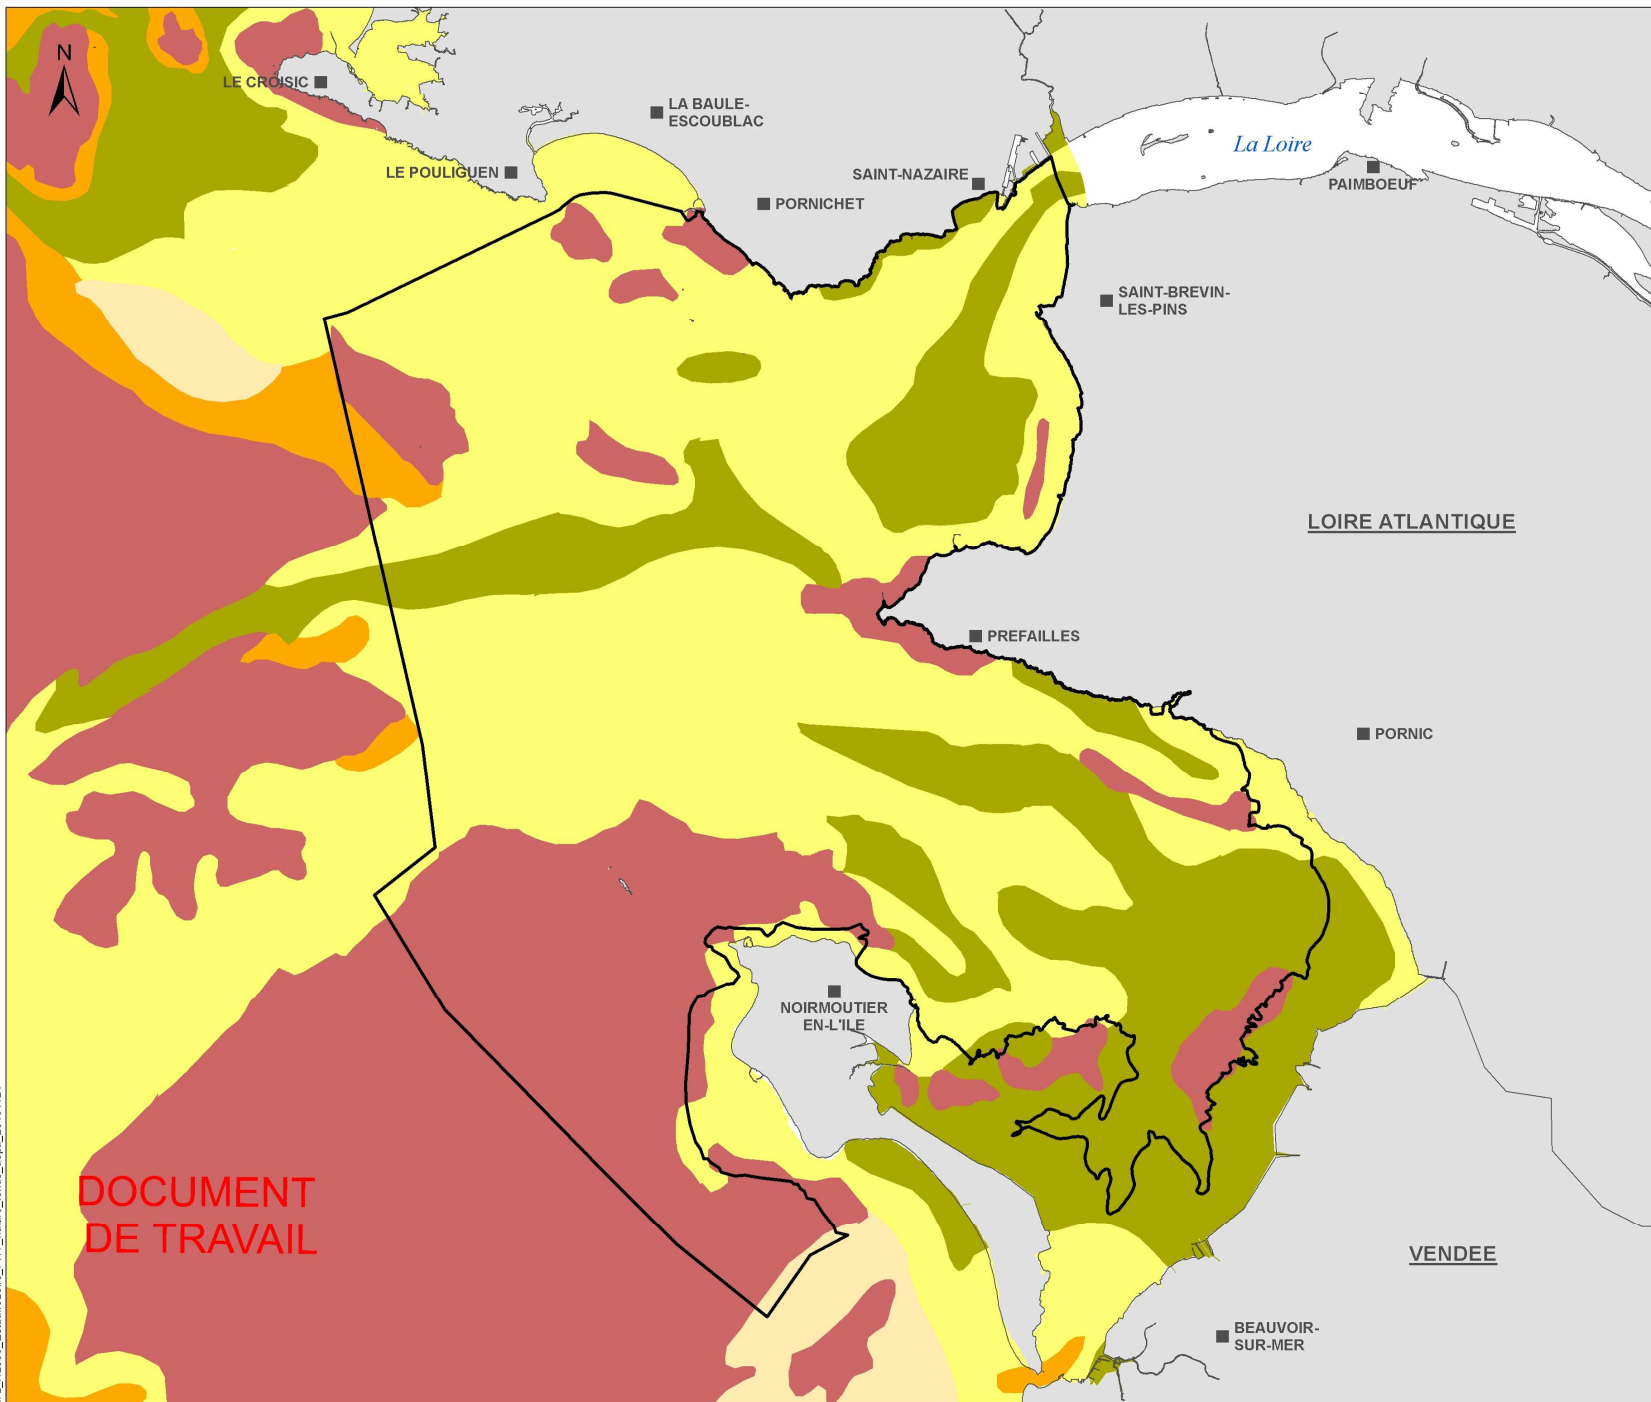 N
LE CROISIC
LA BAULE-
ESCOUBLAC
LE POULIGUEN
PORNICHET
SAINT-NAZAIRE
La Loire
PAIMBOEUF
SAINT-BREVIN-
LES-PINS
LOIRE ATLANTIQUE
PREFAILLES
PORNIC
NOIRMOUTIER
EN-L'ILE
DOCUMENT
DE TRAVAIL
VENDEE
BEAUVOIR-
SUR-MER